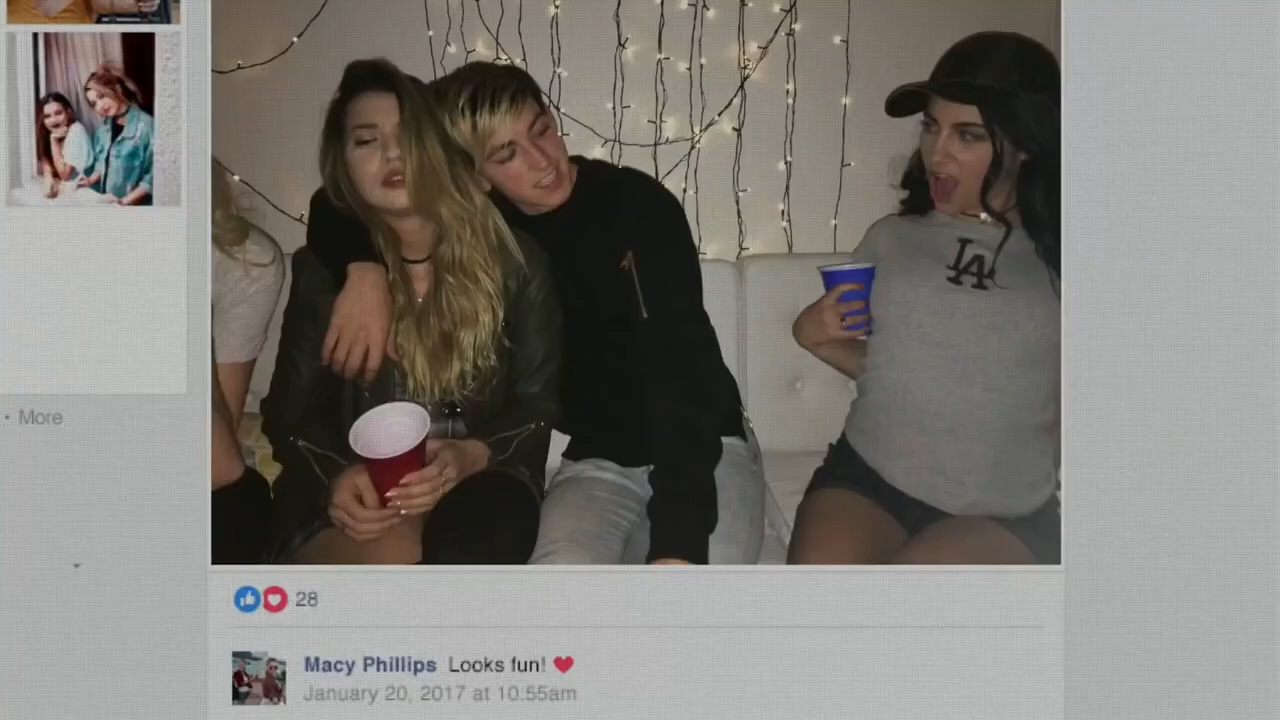 LA
• More
28
Macy Phillips Looks fun! ❤
January 20, 2017 at 10.55am